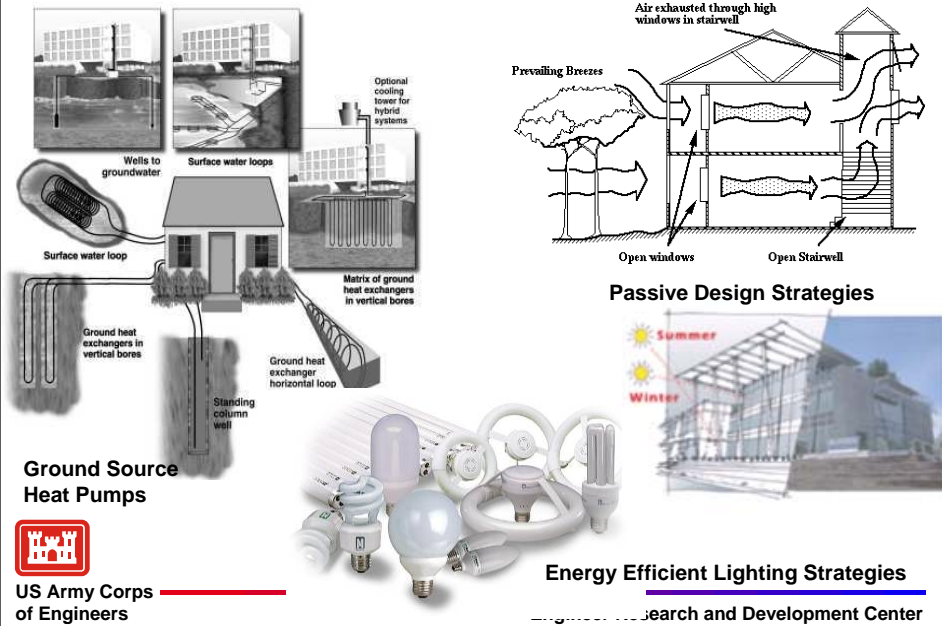 Wells to
groundwater
Surface water loops
Optional
cooling
tower for
hybrid
systems
Surface water loop
Matrix of ground
heat exchangers
in vertical bores
Ground heat
exchangers in
vertical bores
Ground heat
exchanger
horizontal loop
Standing
column
well
Ground Source
Heat Pumps
Air exhausted through high
windows in stairwell
Prevailing Breezes
Open windows
Open Stairwell
Passive Design Strategies
Summer
Winter
Energy Efficient Lighting Strategies
US Army Corps
of Engineers
Research and Development Center